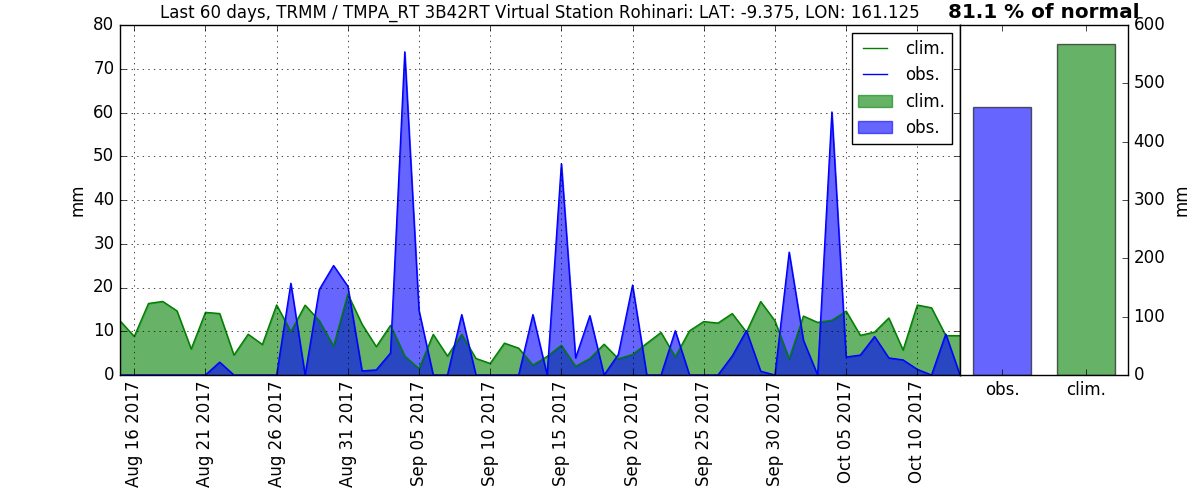 Last 60 days, TRMM / TMPA_RT 3B42RT Virtual Station Rohinari: LAT: -9.375, LON: 161.125
81.1 % of normal
80
70
60
50
40
30
20
10
0
mm
clim.
obs.
clim.
obs.
Aug 16 2017
Aug 21 2017
Aug 26 2017
Aug 31 2017
Sep 05 2017
Sep 10 2017
Sep 15 2017
Sep 20 2017
Sep 25 2017
Sep 30 2017
Oct 05 2017
Oct 10 2017
600
500
400
300
200
100
0
mm
obs.
clim.